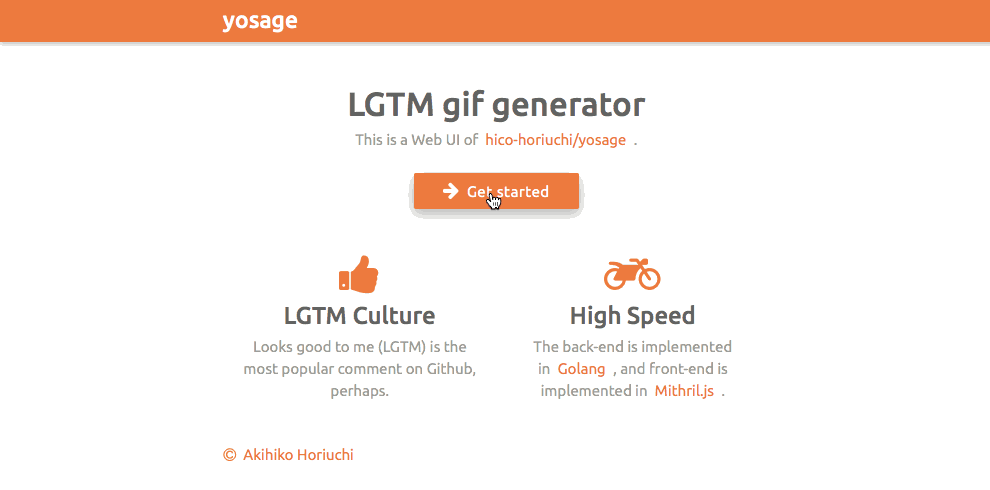 yosage
LGTM gif generator
This is a Web UI of hico-horiuchi/yosage .
Get started
LGTM Culture
Looks good to me (LGTM) is the
most popular comment on Github,
perhaps.
High Speed
The back-end is implemented
in Golang , and front-end is
implemented in Mithril.js .
© Akihiko Horiuchi